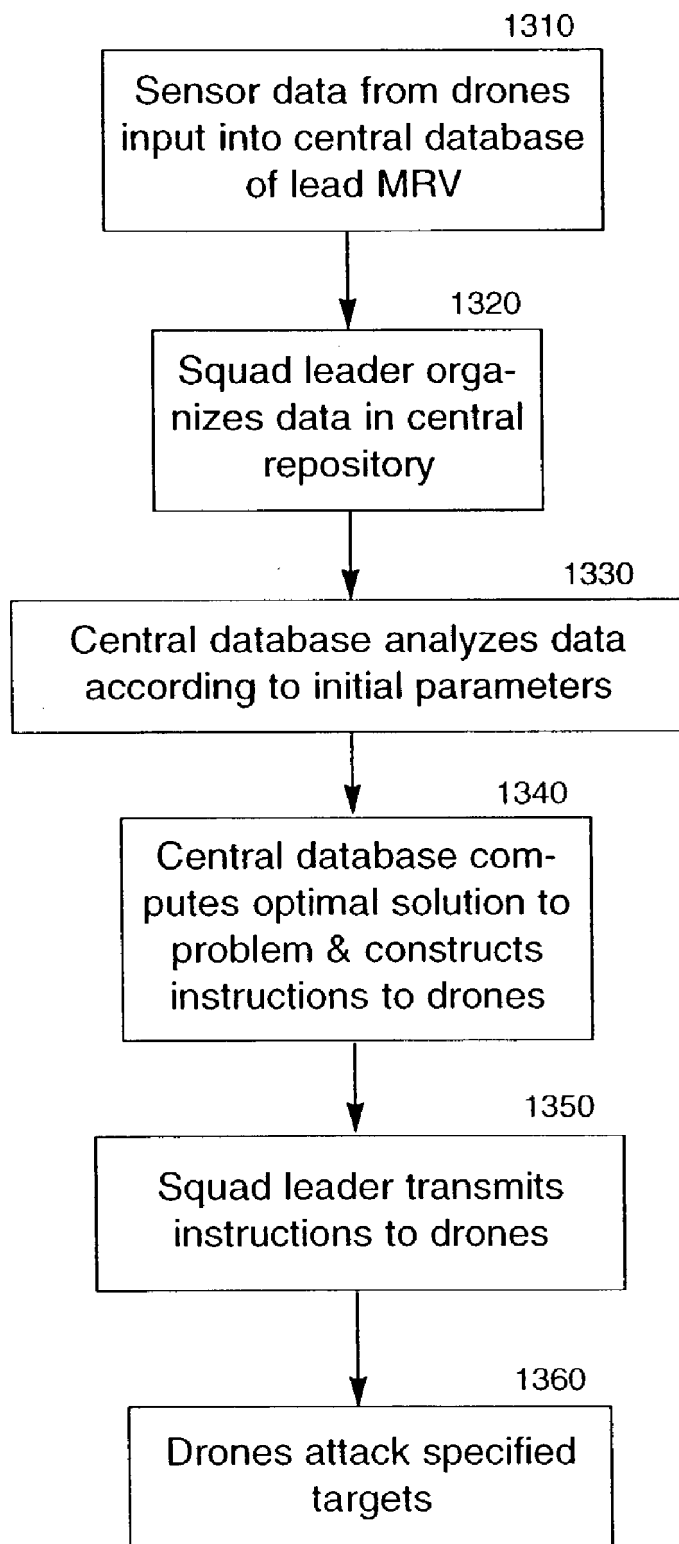 1310
Sensor data from drones
input into central database
of lead MRV
1320
Squad leader orga-
nizes data in central
repository
1330
Central database analyzes data
according to initial parameters
1340
Central database com-
putes optimal solution to
problem & constructs
instructions to drones
1350
Squad leader transmits
instructions to drones
1360
Drones attack specified
targets